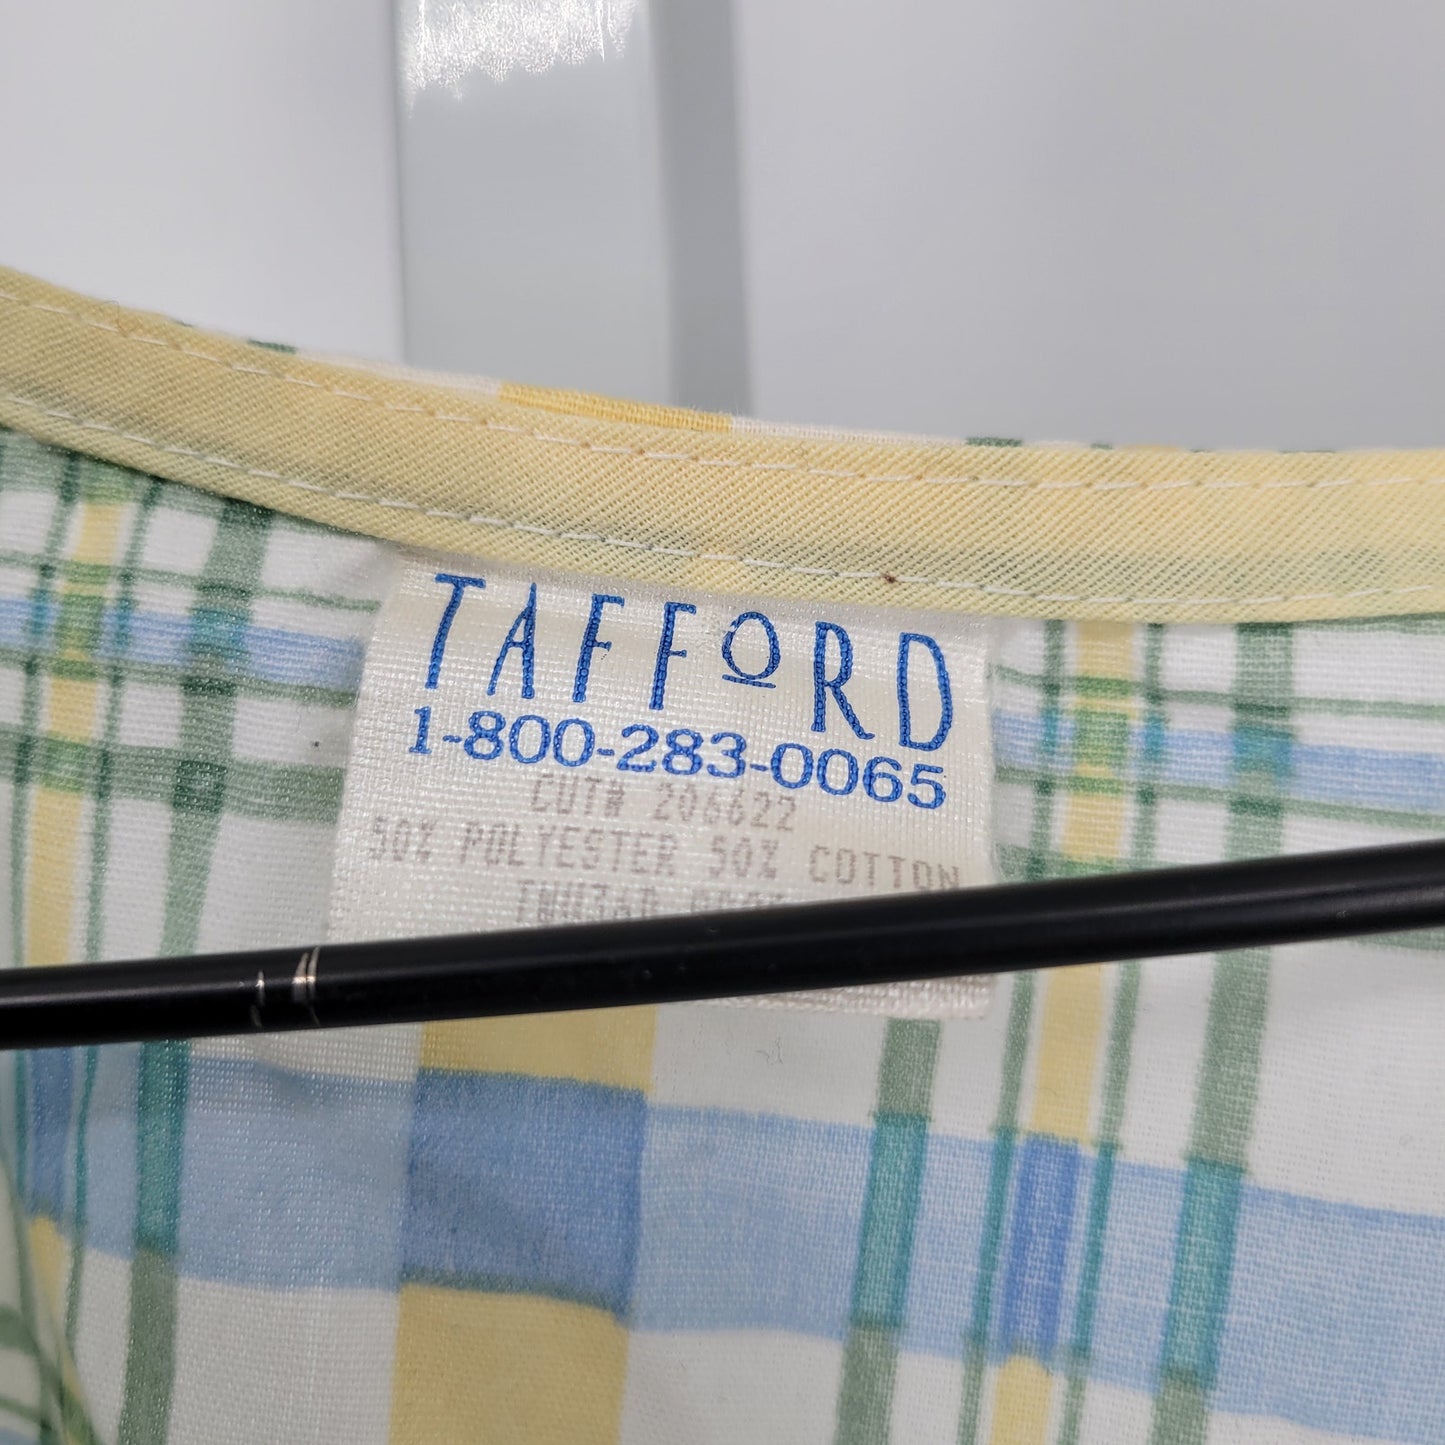 TAFFORD
1-800-283-0065
CUT# 206622
50% POLYESTER 50% COTTON